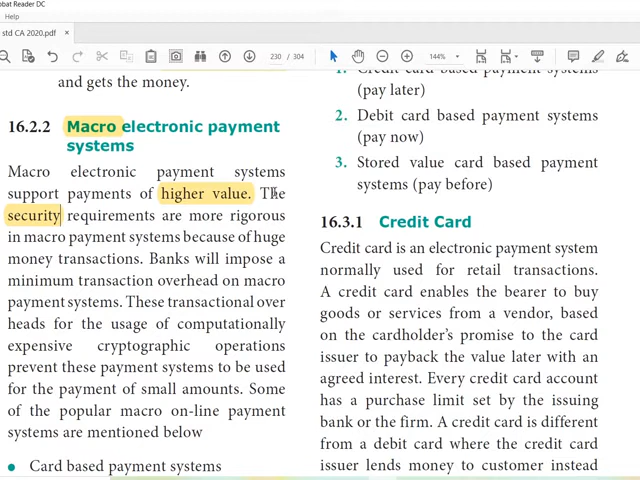 obat Reader DC
Help
std CA 2020.pdf ×
230 / 304
144%
and gets the money.
16.2.2 Macro electronic payment
systems
Macro electronic payment systems
support payments of higher value. The
security requirements are more rigorous
in macro payment systems because of huge
money transactions. Banks will impose a
minimum transaction overhead on macro
payment systems. These transactional over
heads for the usage of computationally
expensive cryptographic operations
prevent these payment systems to be used
for the payment of small amounts. Some
of the popular macro on-line payment
systems are mentioned below
• Card based payment systems
1. Credit card based payment systems
(pay later)
2. Debit card based payment systems
(pay now)
3. Stored value card based payment
systems (pay before)
16.3.1 Credit Card
Credit card is an electronic payment system
normally used for retail transactions.
A credit card enables the bearer to buy
goods or services from a vendor, based
on the cardholder's promise to the card
issuer to payback the value later with an
agreed interest. Every credit card account
has a purchase limit set by the issuing
bank or the firm. A credit card is different
from a debit card where the credit card
issuer lends money to customer instead